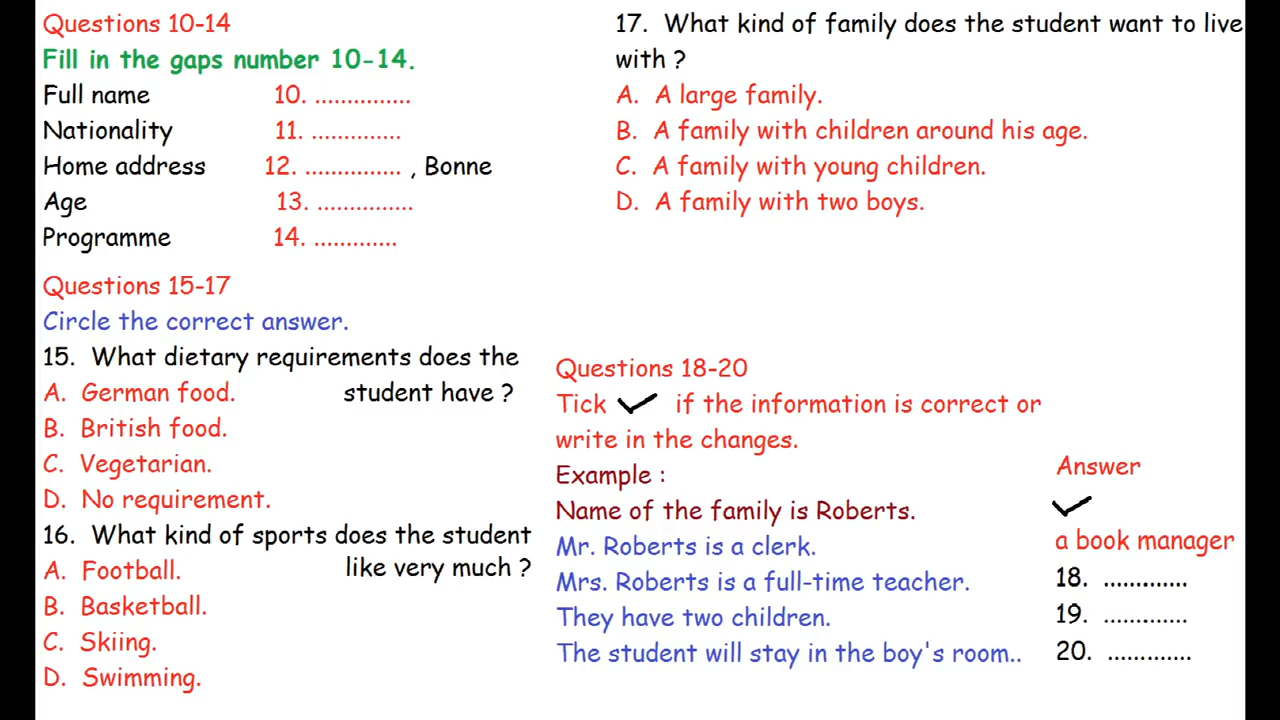 Questions 10-14
Fill in the gaps number 10-14.
Full name 10. ...............
Nationality 11. ..............
Home address 12. ............... , Bonne
Age 13. ...............
Programme 14. .............
Questions 15-17
Circle the correct answer.
15. What dietary requirements does the
student have ?
A. German food.
B. British food.
C. Vegetarian.
D. No requirement.
16. What kind of sports does the student
like very much ?
A. Football.
B. Basketball.
C. Skiing.
D. Swimming.
17. What kind of family does the student want to live
with ?
A. A large family.
B. A family with children around his age.
C. A family with young children.
D. A family with two boys.
Questions 18-20
Tick ✓ if the information is correct or
write in the changes.
Example : Answer
Name of the family is Roberts. ✓
Mr. Roberts is a clerk. a book manager
Mrs. Roberts is a full-time teacher. 18. .............
They have two children. 19. .............
The student will stay in the boy's room.. 20. .............